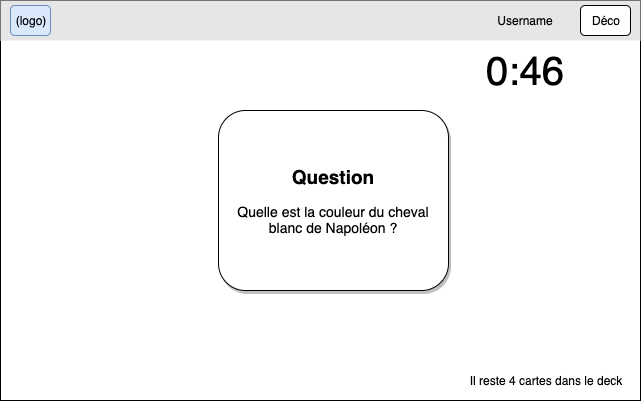 (logo)
Username
Déco
0:46
Question
Quelle est la couleur du cheval
blanc de Napoléon ?
Il reste 4 cartes dans le deck